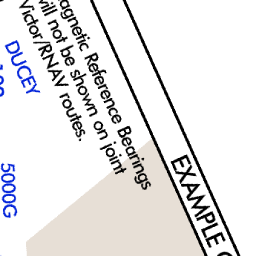 agnetic Reference Bearings
will not be shown on joint
Victor/RNAV routes.
DUCEY
5000G
EXAMPLE